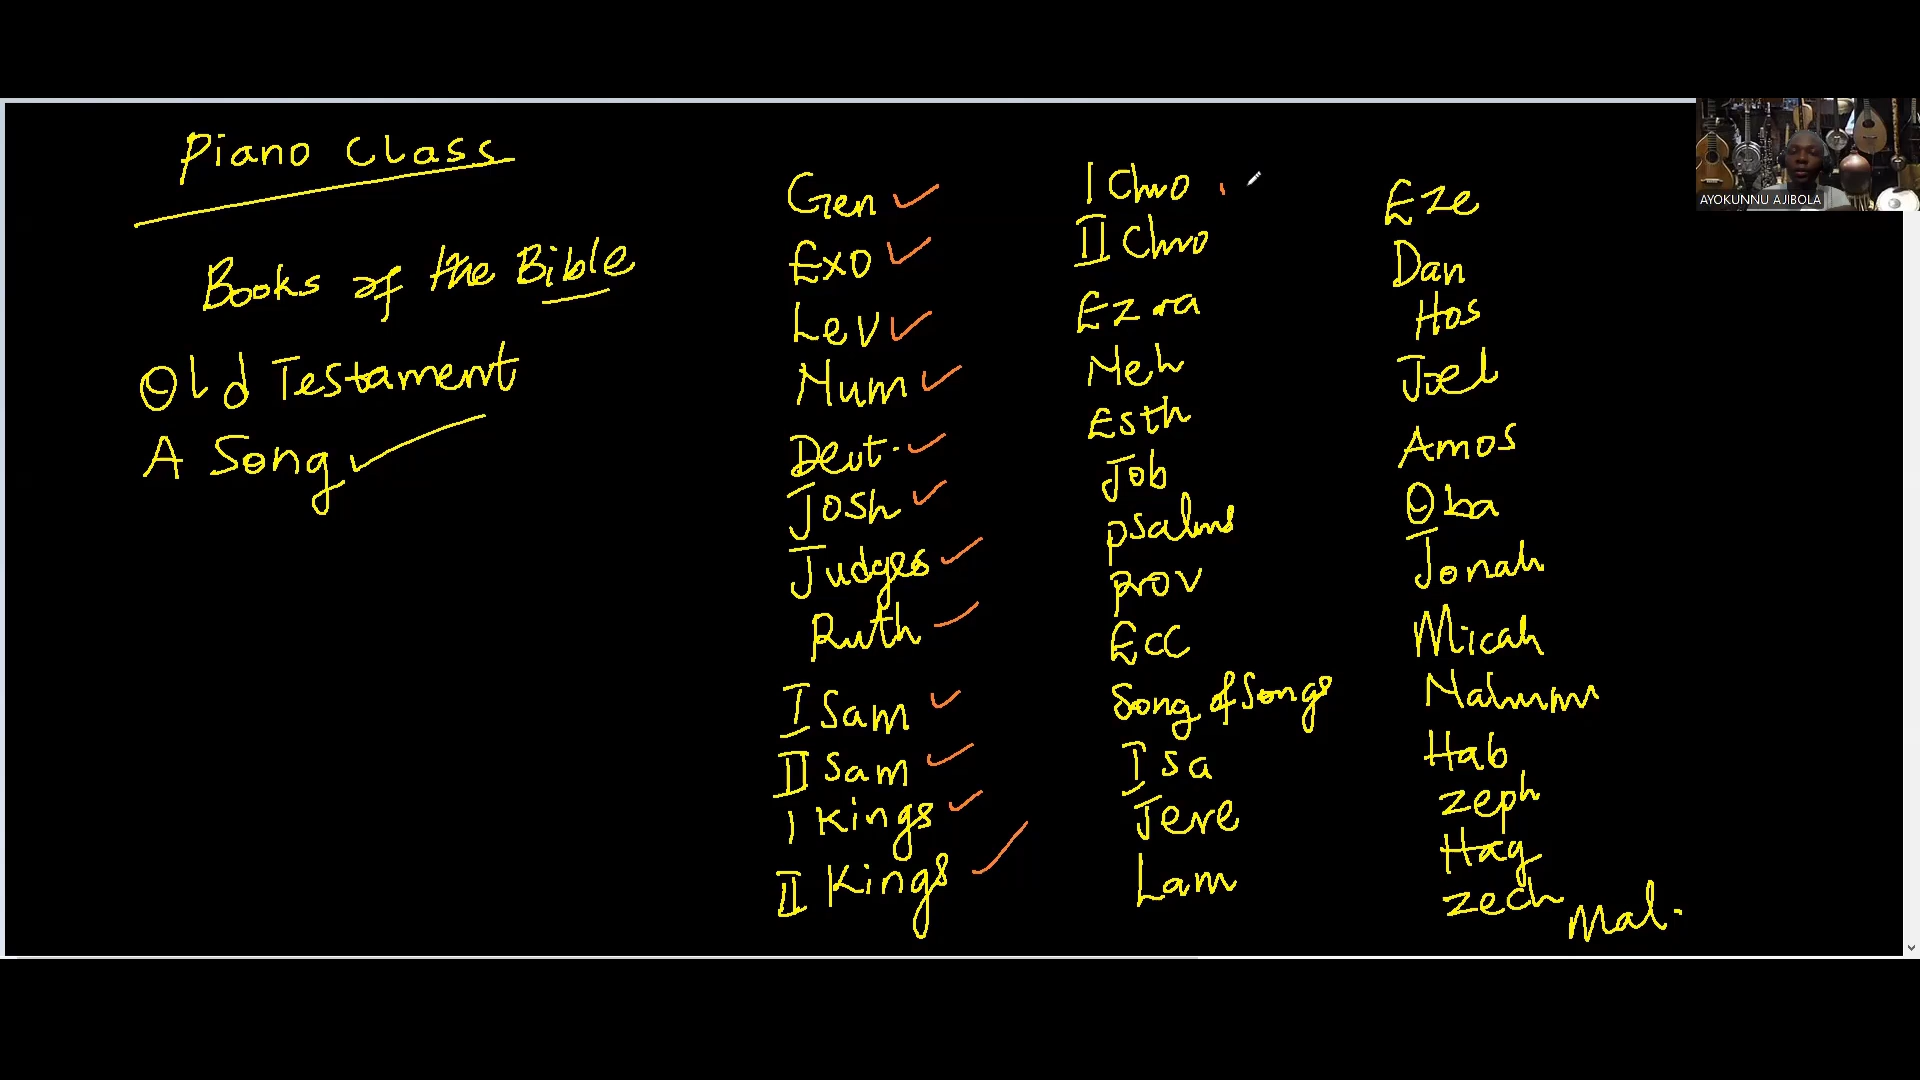 Piano Class
Books of the Bible
Old Testament
A Song
Gen
Exo
Lev
Num
Deut.
Josh
Judges
Ruth
I Sam
II Sam
I Kings
II Kings
I Chro
II Chro
Ezra
Neh
Esth
Job
Psalms
Prov
Ecc
Song of Songs
Isa
Jere
Lam
Eze
Dan
Hos
Joel
Amos
Oba
Jonah
Micah
Nahum
Hab
Zeph
Hag
Zech
Mal.
AYOKUNNU AJIBOLA